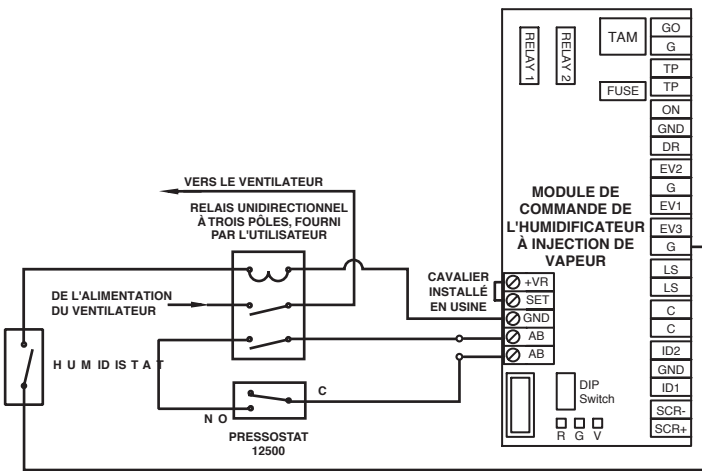 VERS LE VENTILATEUR
RELAIS UNIDIRECTIONNEL
À TROIS PÔLES, FOURNI
PAR L'UTILISATEUR
DE L'ALIMENTATION
DU VENTILATEUR
H U M ID IS T A T
N O
C
PRESSOSTAT
12500
CAVALIER
INSTALLÉ
EN USINE
RELAY 1
RELAY 2
TAM
FUSE
MODULE DE
COMMANDE DE
L'HUMIDIFICATEUR
À INJECTION DE
VAPEUR
+VR
SET
GND
AB
AB
DIP
Switch
R G V
GO
G
TP
TP
ON
GND
DR
EV2
G
EV1
EV3
G
LS
LS
C
C
ID2
GND
ID1
SCR-
SCR+